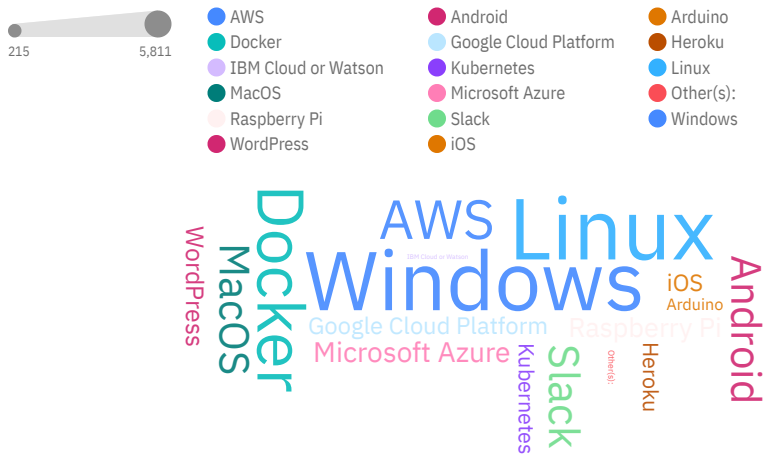 215
5,811
AWS
Docker
IBM Cloud or Watson
MacOS
Raspberry Pi
WordPress
Android
Google Cloud Platform
Kubernetes
Microsoft Azure
Slack
iOS
Arduino
Heroku
Linux
Other(s):
Windows
WordPress
MacOS
Docker
AWS
Linux
IBM Cloud or Watson
Windows
iOS
Arduino
Android
Google Cloud Platform
Raspberry Pi
Microsoft Azure
Kubernetes
Slack
Other(s):
Heroku